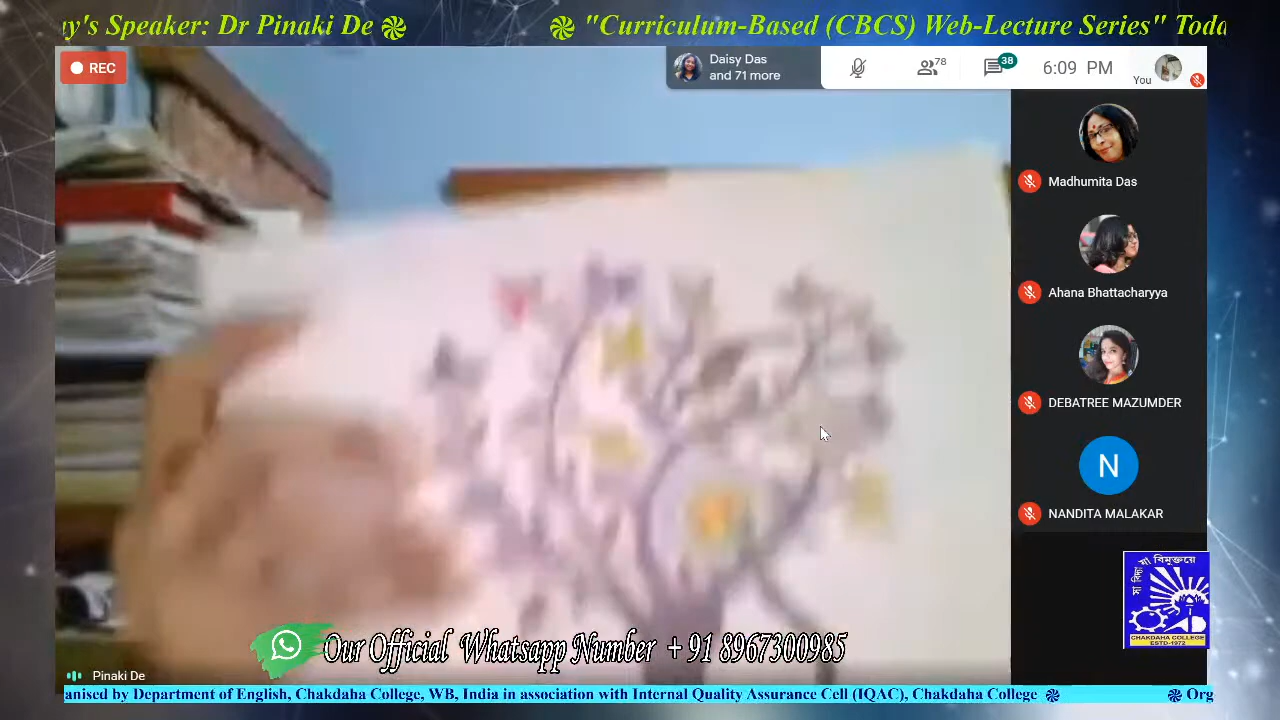 y's Speaker: Dr Pinaki De ֎ ֎ "Curriculum-Based (CBCS) Web-Lecture Series" Toda
REC
Daisy Das
and 71 more
78
38
6:09 PM
You
Madhumita Das
Ahana Bhattacharyya
DEBATREE MAZUMDER
N
NANDITA MALAKAR
মা বিদ্যা যা বিমুক্তয়ে
CHAKDAHA COLLEGE
ESTD-1972
Our Official Whatsapp Number + 91 8967300985
Pinaki De
anised by Department of English, Chakdaha College, WB, India in association with Internal Quality Assurance Cell (IQAC), Chakdaha College ֎ ֎ Org